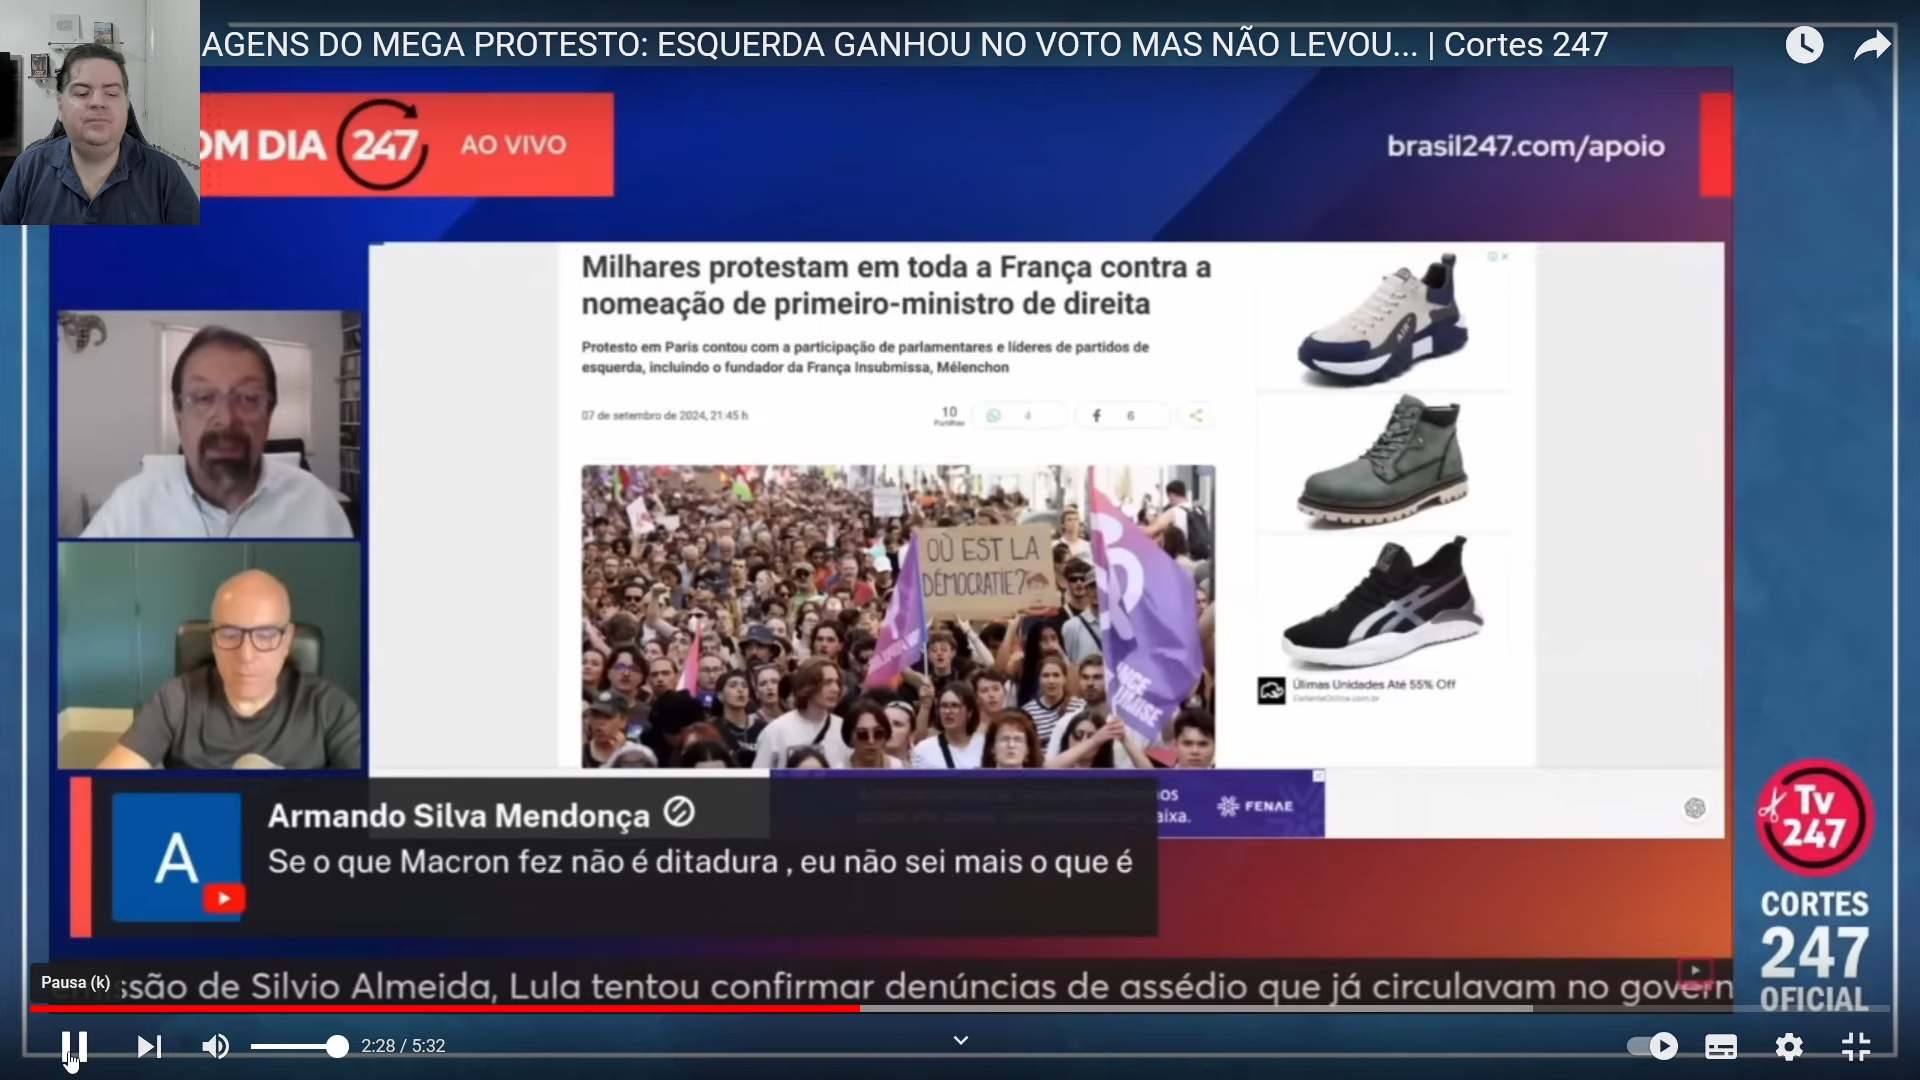 AGENS DO MEGA PROTESTO: ESQUERDA GANHOU NO VOTO MAS NÃO LEVOU... | Cortes 247
OM DIA 247 AO VIVO
brasil247.com/apoio
Milhares protestam em toda a França contra a
nomeação de primeiro-ministro de direita
Protesto em Paris contou com a participação de parlamentares e líderes de partidos de
esquerda, incluindo o fundador da França Insubmissa, Mélenchon
07 de setembro de 2024, 21:45 h
10
Partilhas
4
6
OÙ EST LA
DÉMOCRATIE?
Úlimas Unidades Até 55% Off
FENAE
Armando Silva Mendonça
A
Se o que Macron fez não é ditadura , eu não sei mais o que é
Tv
247
CORTES
247
OFICIAL
Pausa (k)
ssão de Silvio Almeida, Lula tentou confirmar denúncias de assédio que já circulavam no govern
2:28 / 5:32